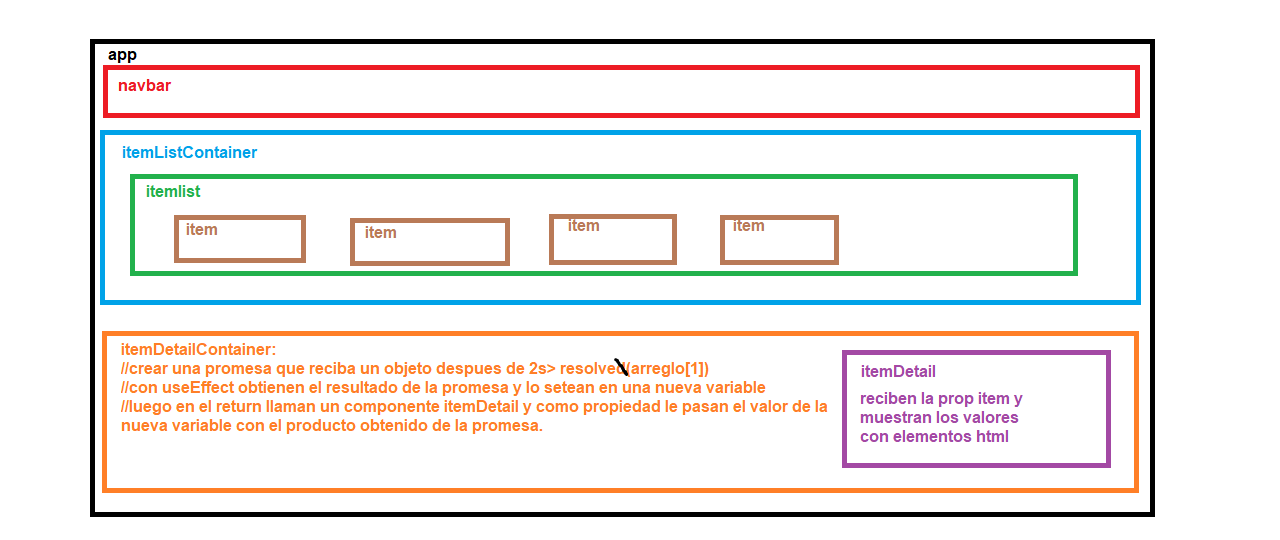 app
navbar
itemListContainer
itemlist
item
item
item
item
itemDetailContainer:
//crear una promesa que reciba un objeto despues de 2s> resolved(arreglo[1])
//con useEffect obtienen el resultado de la promesa y lo setean en una nueva variable
//luego en el return llaman un componente itemDetail y como propiedad le pasan el valor de la
nueva variable con el producto obtenido de la promesa.
itemDetail
reciben la prop item y
muestran los valores
con elementos html